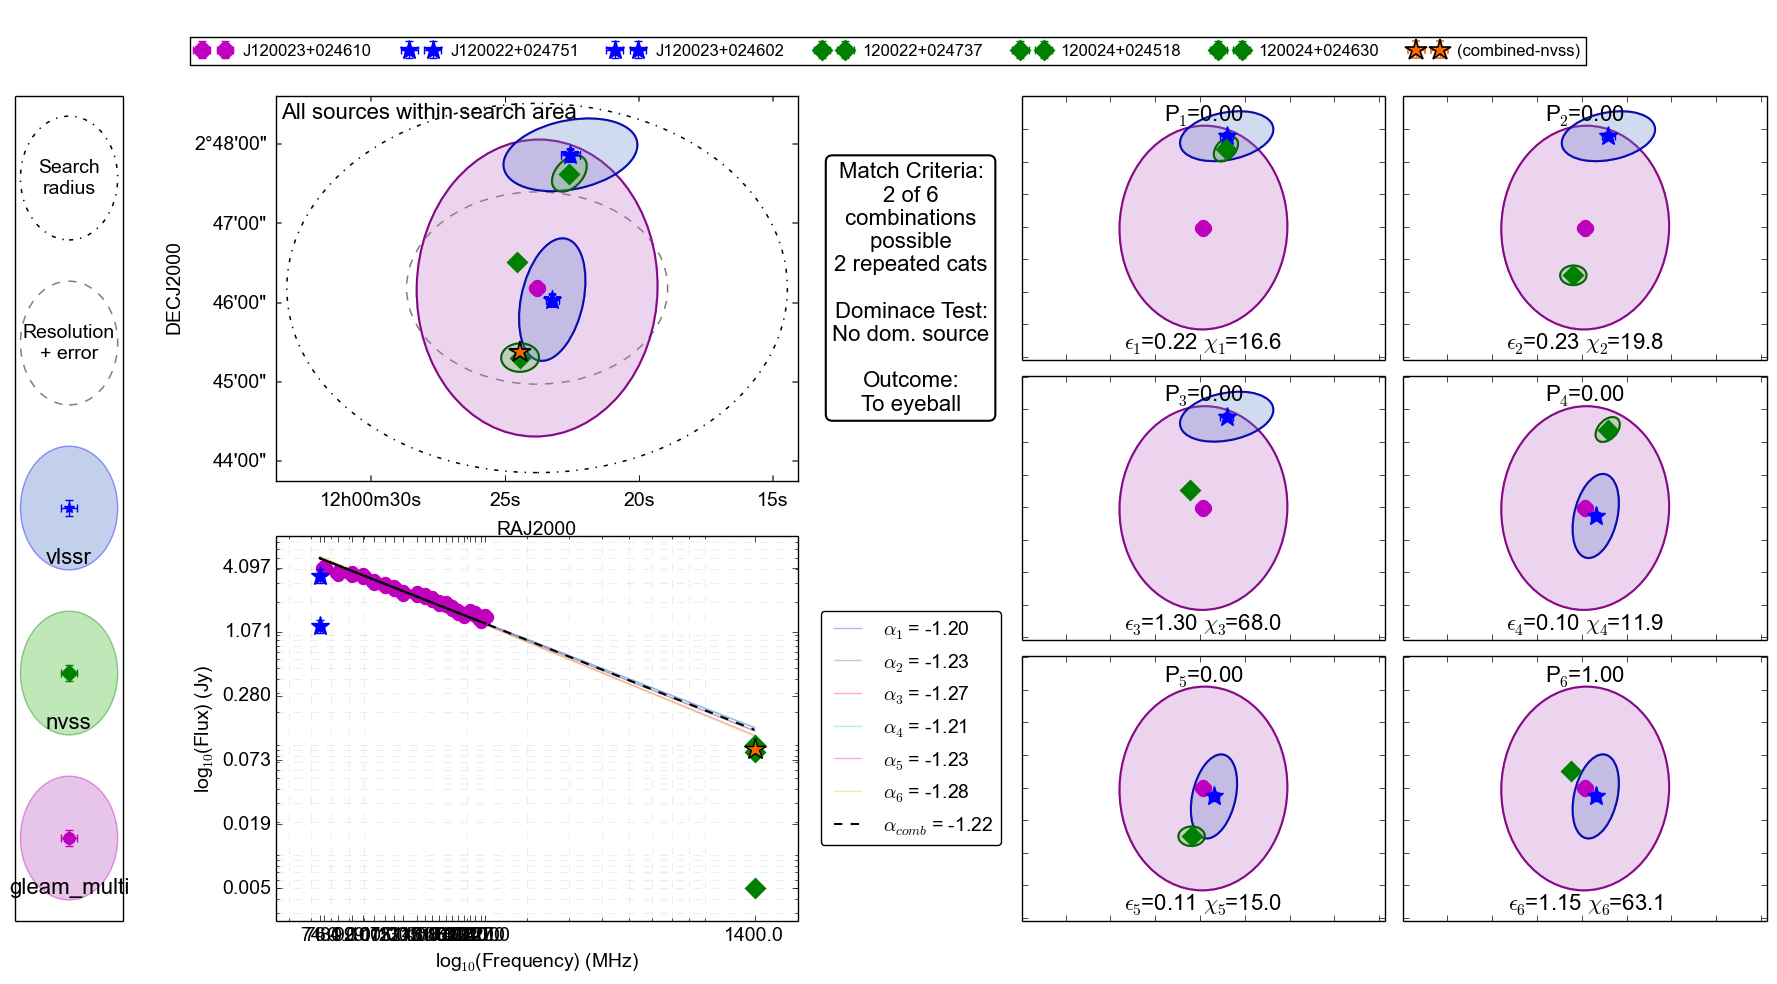 J120023+024610 J120022+024751 J120023+024602 120022+024737 120024+024518 120024+024630 (combined-nvss)
Search
radius
Resolution
+ error
vlssr
nvss
gleam_multi
All sources within search area
2°48'00"
47'00"
46'00"
45'00"
44'00"
DECJ2000
12h00m30s 25s 20s 15s
RAJ2000
Match Criteria:
2 of 6
combinations
possible
2 repeated cats
Dominace Test:
No dom. source
Outcome:
To eyeball
4.097
1.071
0.280
0.073
0.019
0.005
log₁₀(Flux) (Jy)
1400.0
log₁₀(Frequency) (MHz)
α₁ = -1.20
α₂ = -1.23
α₃ = -1.27
α₄ = -1.21
α₅ = -1.23
α₆ = -1.28
α_comb = -1.22
P₁=0.00
ϵ₁=0.22 χ₁=16.6
P₂=0.00
ϵ₂=0.23 χ₂=19.8
P₃=0.00
ϵ₃=1.30 χ₃=68.0
P₄=0.00
ϵ₄=0.10 χ₄=11.9
P₅=0.00
ϵ₅=0.11 χ₅=15.0
P₆=1.00
ϵ₆=1.15 χ₆=63.1